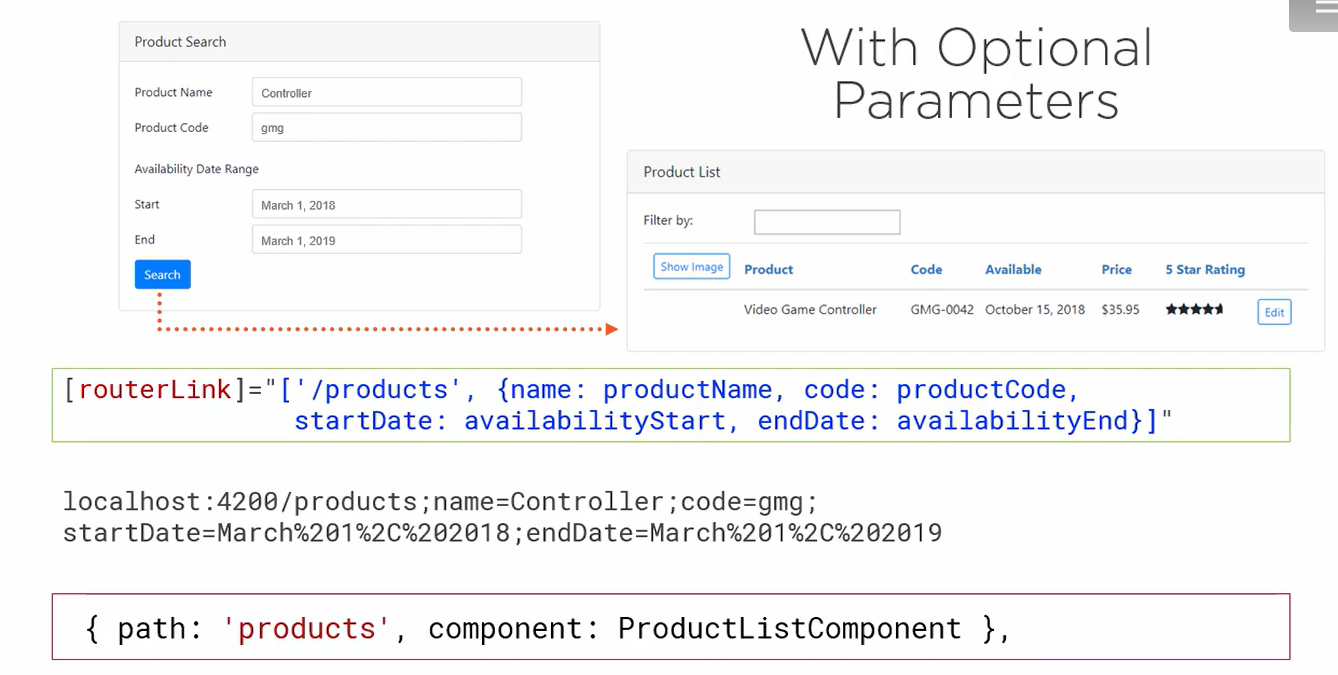 With Optional
Parameters
Product Search
Product Name Controller
Product Code gmg
Availability Date Range
Start March 1, 2018
End March 1, 2019
Search
Product List
Filter by:
Show Image Product Code Available Price 5 Star Rating
Video Game Controller GMG-0042 October 15, 2018 $35.95 Edit
[routerLink]="['/products', {name: productName, code: productCode,
startDate: availabilityStart, endDate: availabilityEnd}]"
localhost:4200/products;name=Controller;code=gmg;
startDate=March%201%2C%202018;endDate=March%201%2C%202019
{ path: 'products', component: ProductListComponent },